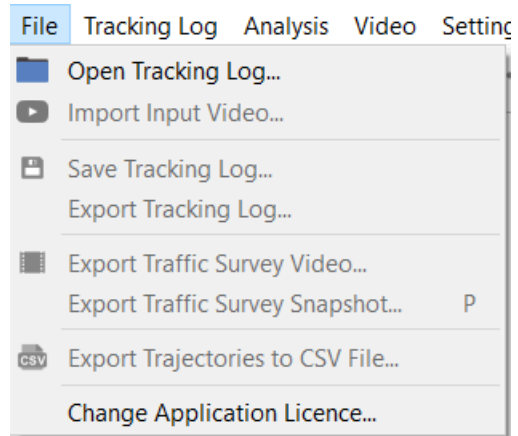 File Tracking Log Analysis Video Setting
Open Tracking Log...
Import Input Video...
Save Tracking Log...
Export Tracking Log...
Export Traffic Survey Video...
Export Traffic Survey Snapshot... P
CSV Export Trajectories to CSV File...
Change Application Licence...